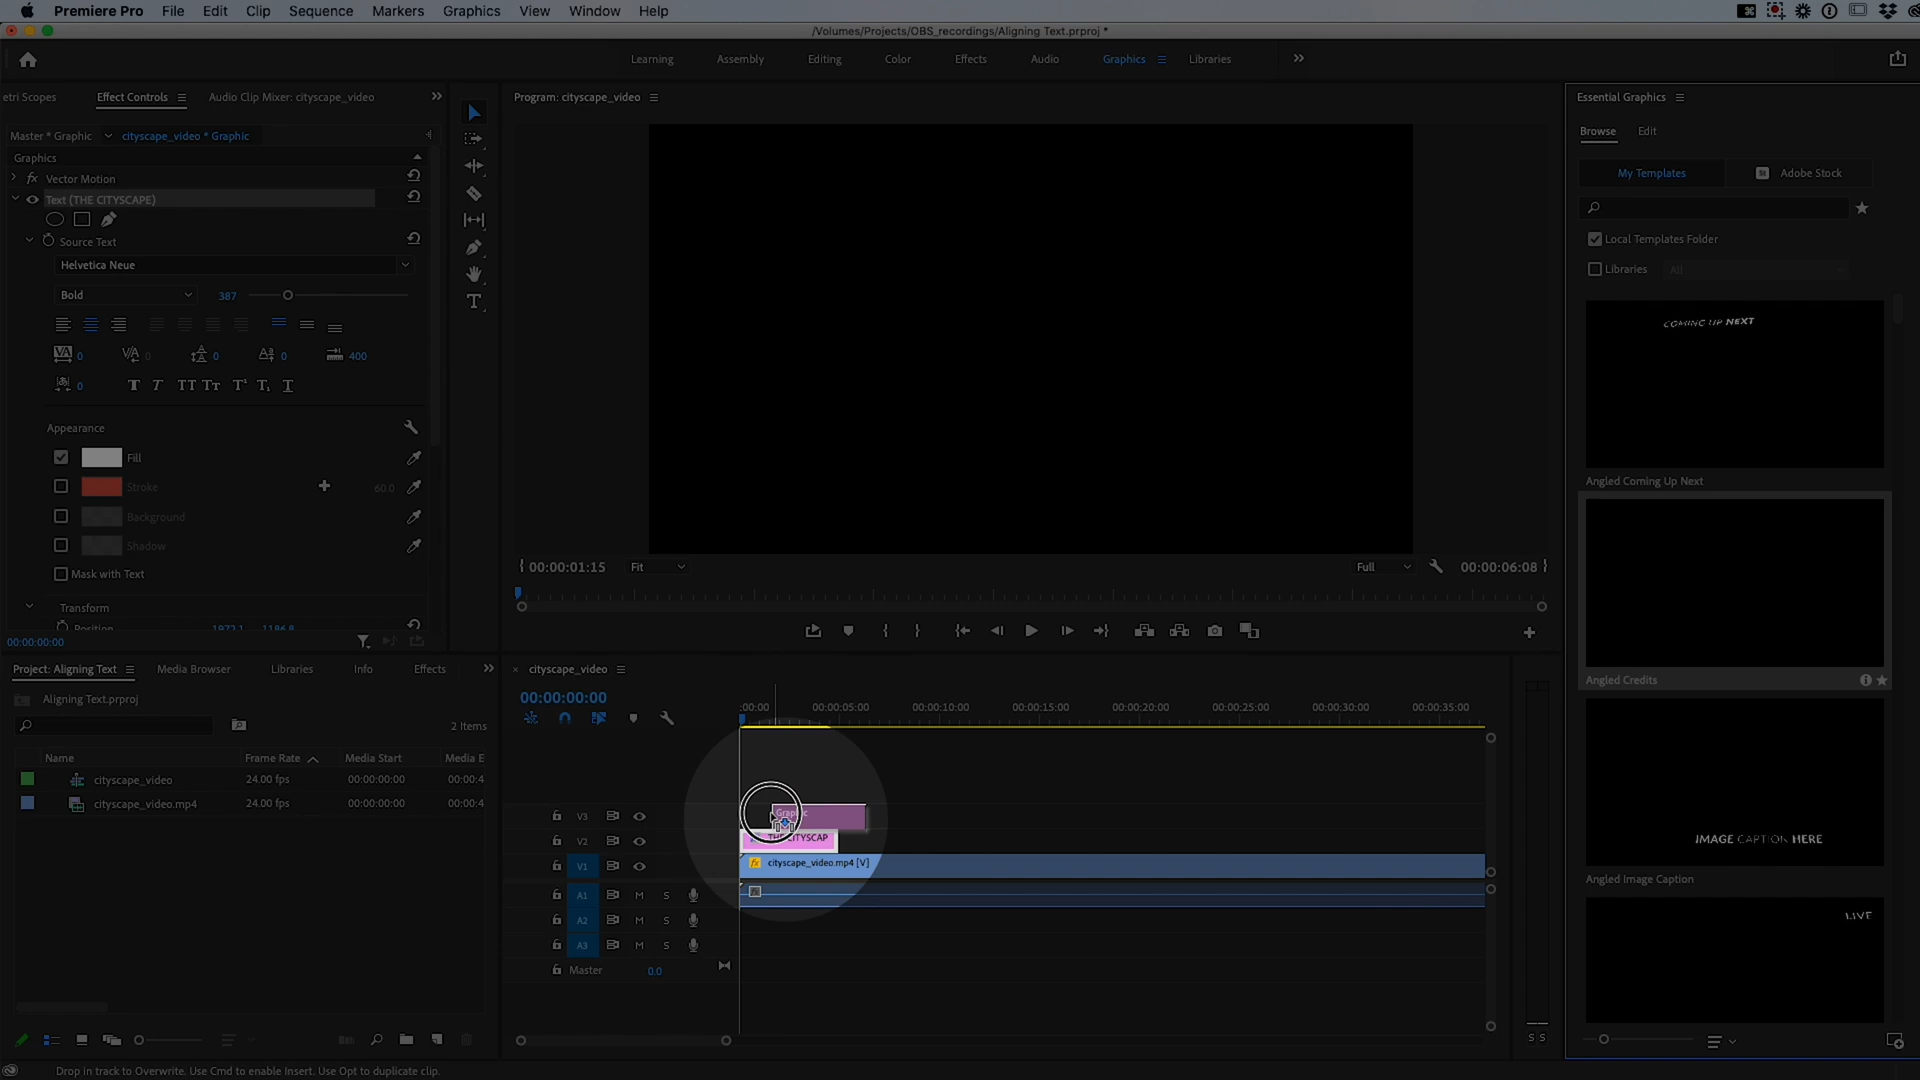 Premiere Pro File Edit Clip Sequence Markers Graphics View Window Help
/Volumes/Projects/OBS_recordings/Aligning Text.prproj *
Learning Assembly Editing Color Effects Audio Graphics Libraries
etri Scopes Effect Controls Audio Clip Mixer: cityscape_video
Master * Graphic cityscape_video * Graphic
Graphics
Vector Motion
Text (THE CITYSCAPE)
Source Text
Helvetica Neue
Bold 387
0 0 0 0 400
0
Appearance
Fill
Stroke 60.0
Background
Shadow
Mask with Text
Transform
Position 1972.1 1186.8
00:00:00:00
Program: cityscape_video
00:00:01:15 Fit Full 00:00:06:08
Essential Graphics
Browse Edit
My Templates Adobe Stock
Local Templates Folder
Libraries All
COMING UP NEXT
Angled Coming Up Next
Angled Credits
IMAGE CAPTION HERE
Angled Image Caption
LIVE
Project: Aligning Text Media Browser Libraries Info Effects
Aligning Text.prproj
2 Items
Name Frame Rate Media Start Media E
cityscape_video 24.00 fps 00:00:00:00 00:00:4
cityscape_video.mp4 24.00 fps 00:00:00:00 00:00:4
cityscape_video
00:00:00:00
:00:00 00:00:05:00 00:00:10:00 00:00:15:00 00:00:20:00 00:00:25:00 00:00:30:00 00:00:35:00
V3 Graphic
V2 THE CITYSCAP
V1 cityscape_video.mp4 [V]
A1 M S
A2 M S
A3 M S
Master 0.0
S S
Drop in track to Overwrite. Use Cmd to enable Insert. Use Opt to duplicate clip.